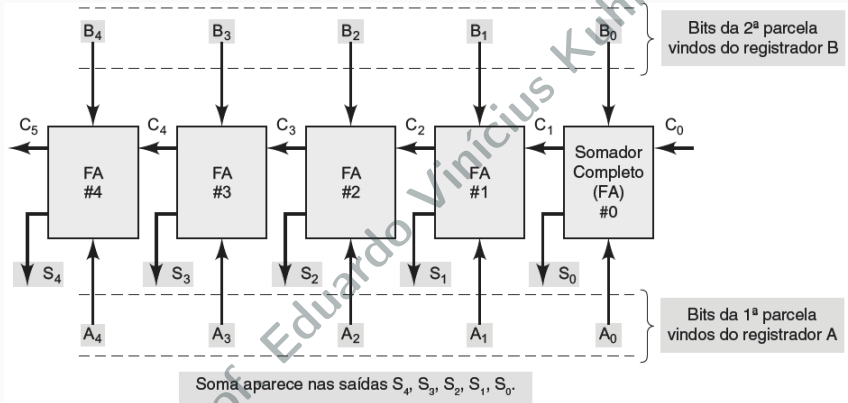 B₄ B₃ B₂ B₁ B₀
Bits da 2ª parcela
vindos do registrador B
C₅ C₄ C₃ C₂ C₁ C₀
FA
#4
FA
#3
FA
#2
FA
#1
Somador
Completo
(FA)
#0
S₄ S₃ S₂ S₁ S₀
A₄ A₃ A₂ A₁ A₀
Bits da 1ª parcela
vindos do registrador A
Soma aparece nas saídas S₄, S₃, S₂, S₁, S₀.
Eduardo Vinícius